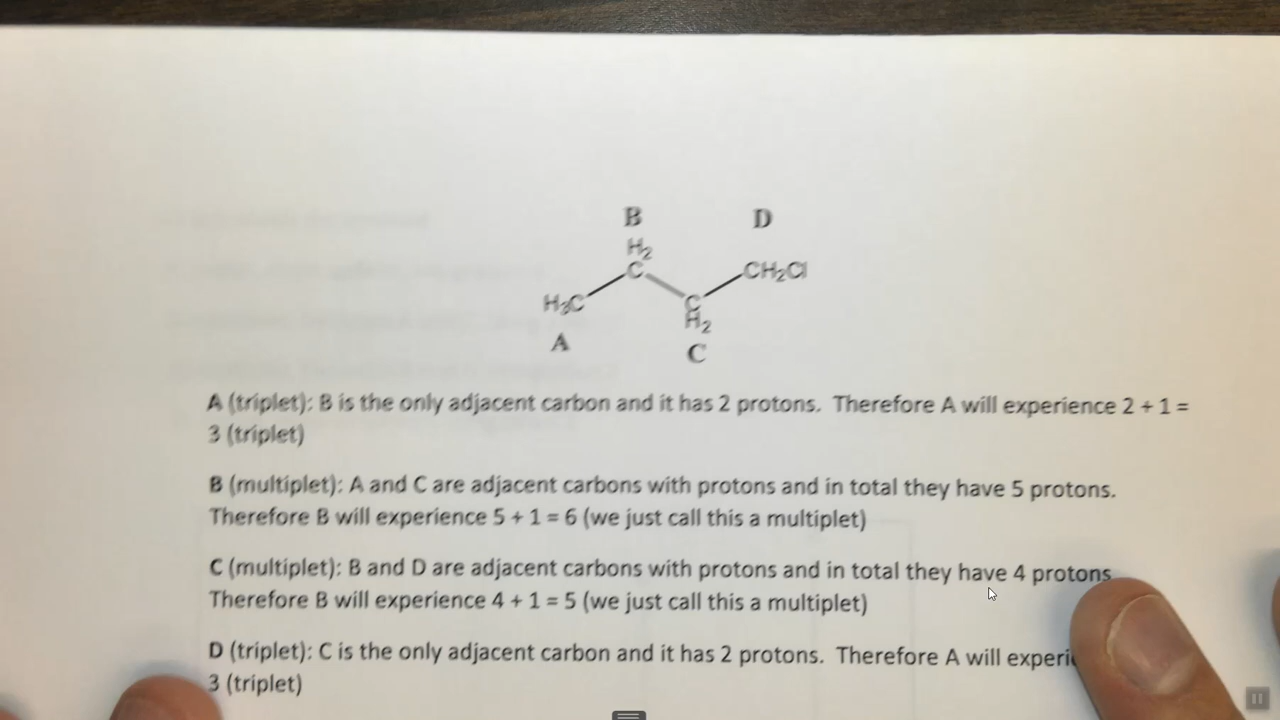 B D
H2
C CH2Cl
H3C C
H2
A C
A (triplet): B is the only adjacent carbon and it has 2 protons. Therefore A will experience 2 + 1 =
3 (triplet)
B (multiplet): A and C are adjacent carbons with protons and in total they have 5 protons.
Therefore B will experience 5 + 1 = 6 (we just call this a multiplet)
C (multiplet): B and D are adjacent carbons with protons and in total they have 4 protons
Therefore B will experience 4 + 1 = 5 (we just call this a multiplet)
D (triplet): C is the only adjacent carbon and it has 2 protons. Therefore A will
3 (triplet)